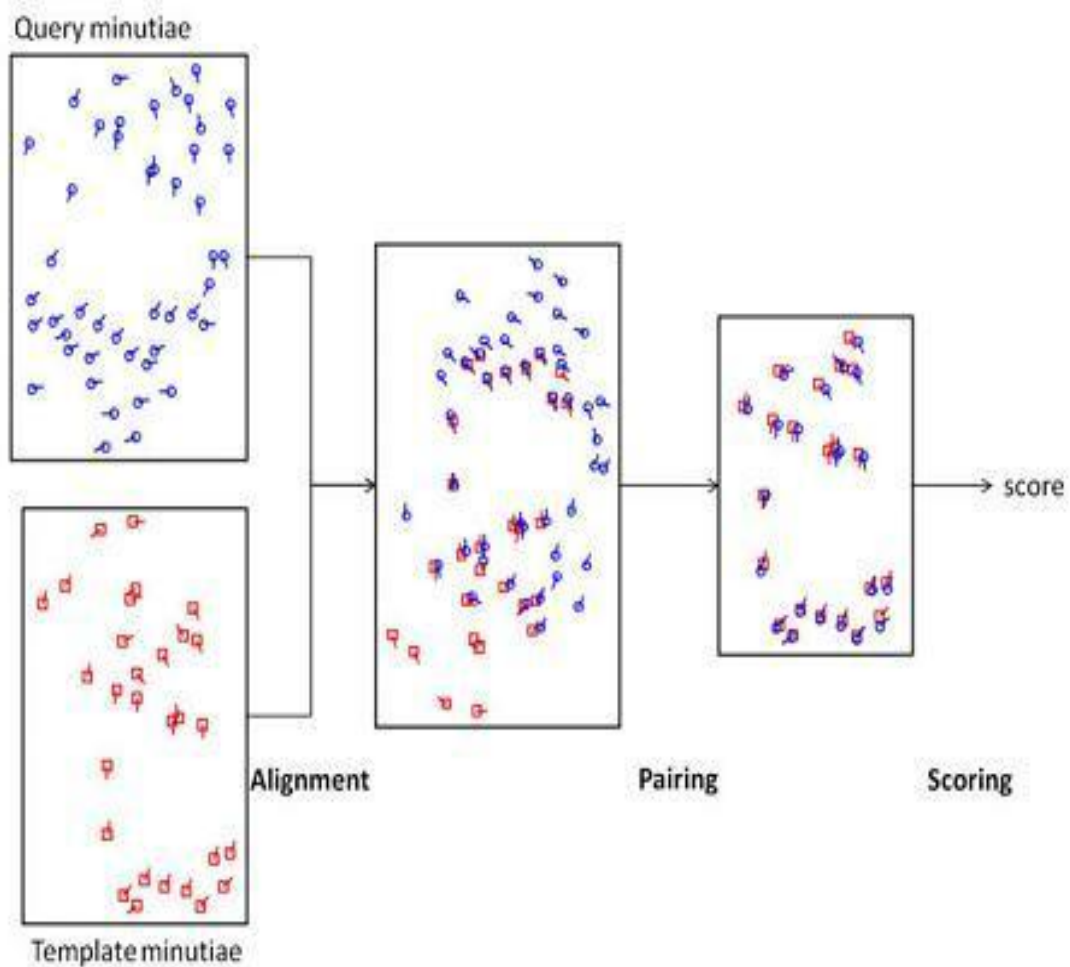 Query minutiae
score
Alignment
Pairing
Scoring
Template minutiae